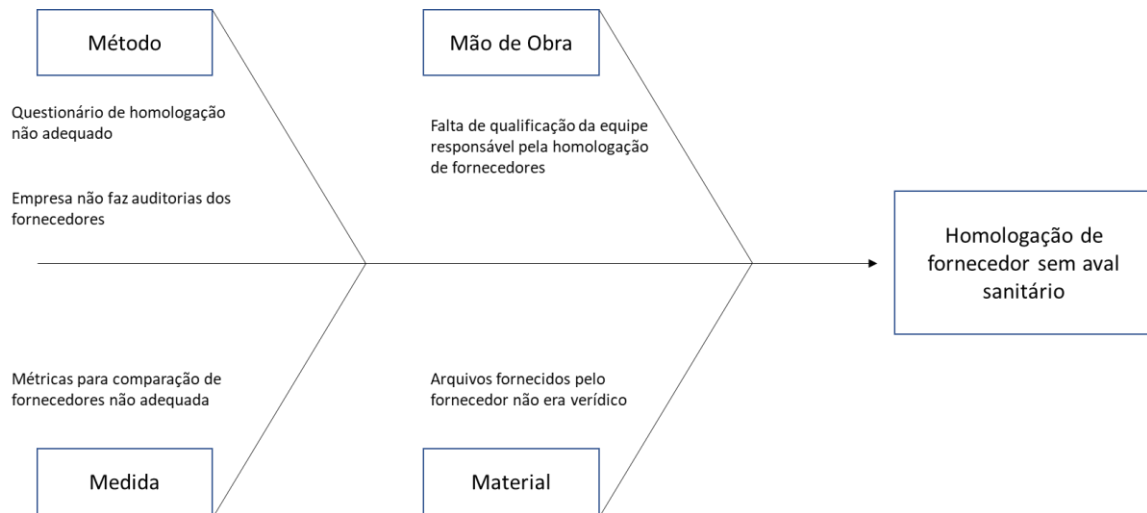 Método
Questionário de homologação
não adequado
Empresa não faz auditorias dos
fornecedores
Mão de Obra
Falta de qualificação da equipe
responsável pela homologação
de fornecedores
Homologação de
fornecedor sem aval
sanitário
Métricas para comparação de
fornecedores não adequada
Medida
Arquivos fornecidos pelo
fornecedor não era verídico
Material